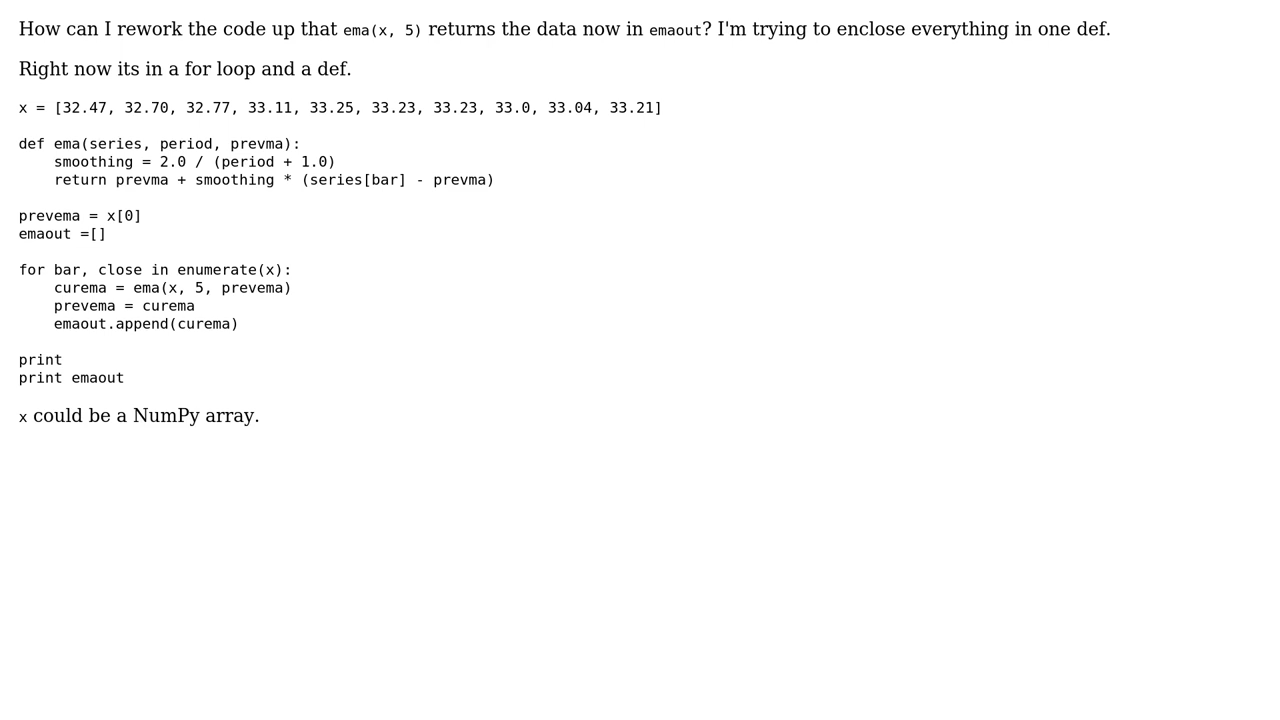 How can I rework the code up that ema(x, 5) returns the data now in emaout? I'm trying to enclose everything in one def.
Right now its in a for loop and a def.
x = [32.47, 32.70, 32.77, 33.11, 33.25, 33.23, 33.23, 33.0, 33.04, 33.21]
def ema(series, period, prevma):
    smoothing = 2.0 / (period + 1.0)
    return prevma + smoothing * (series[bar] - prevma)
prevema = x[0]
emaout =[]
for bar, close in enumerate(x):
    curema = ema(x, 5, prevema)
    prevema = curema
    emaout.append(curema)
print
print emaout
x could be a NumPy array.